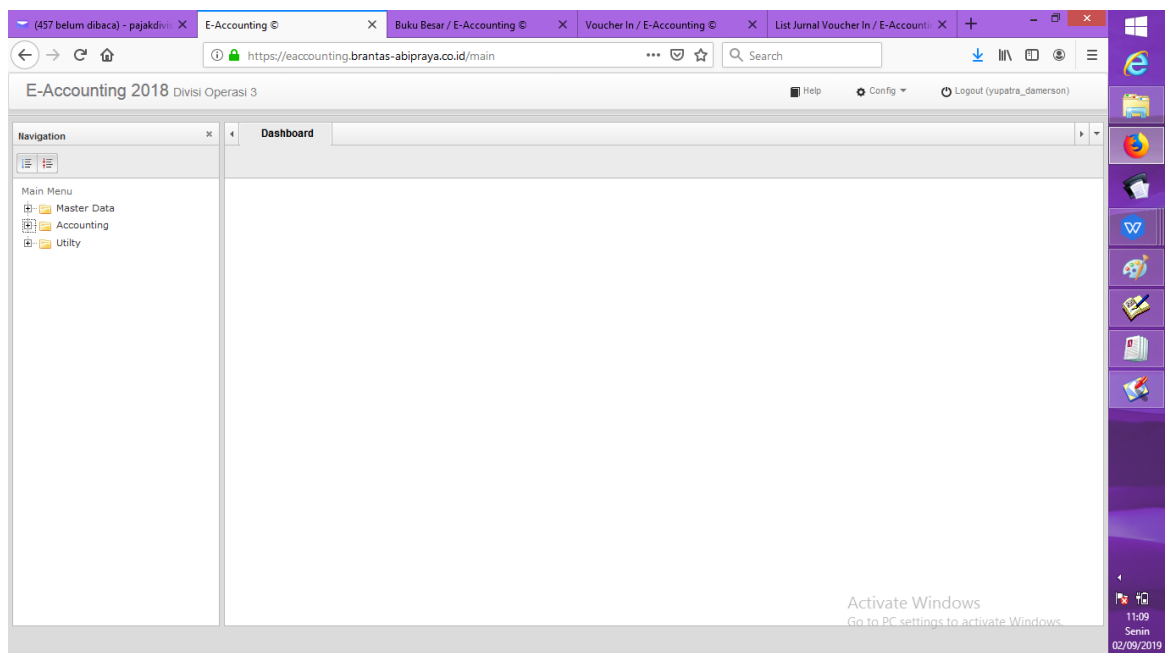 (457 belum dibaca) - pajakdivi
E-Accounting ©
Buku Besar / E-Accounting ©
Voucher In / E-Accounting ©
List Jurnal Voucher In / E-Accountin
https://eaccounting.brantas-abipraya.co.id/main
Search
E-Accounting 2018 Divisi Operasi 3
Help
Config
Logout (yupatra_damerson)
Navigation
Dashboard
Main Menu
Master Data
Accounting
Utilty
Activate Windows
Go to PC settings to activate Windows.
11:09
Senin
02/09/2019